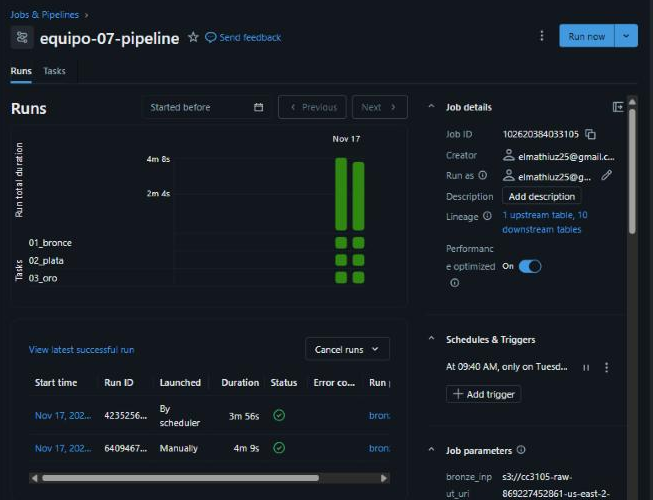 Jobs & Pipelines >
equipo-07-pipeline Send feedback Run now
Runs Tasks
Runs Started before Previous Next
Nov 17
Run total duration
4m 8s
2m 4s
Tasks
01_bronce
02_plata
03_oro
View latest successful run Cancel runs
Start time Run ID Launched Duration Status Error co... Run
Nov 17, 202... 4235256... By scheduler 3m 56s bron
Nov 17, 202... 6409467... Manually 4m 9s bron
Job details
Job ID 102620384033105
Creator elmathiuz25@gmail.c...
Run as elmathiuz25@g...
Description Add description
Lineage 1 upstream table, 10
downstream tables
Performanc
e optimized On
Schedules & Triggers
At 09:40 AM, only on Tuesd...
+ Add trigger
Job parameters
bronze_inp s3://cc3105-raw-
ut_uri 869227452861-us-east-2-